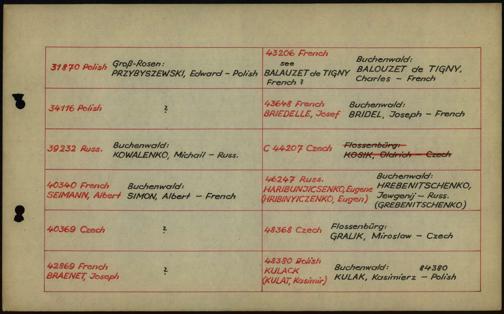 31870 Polish Groß-Rosen:
PRZYBYSZEWSKI, Edward - Polish
34116 Polish ?
39232 Russ. Buchenwald:
KOWALENKO, Michail - Russ.
40340 French Buchenwald:
SEIMANN, Albert SIMON, Albert - French
40369 Czech ?
42869 French ?
BRAENET, Joseph
43206 French Buchenwald:
see BALOUZET de TIGNY,
BALAUZET de TIGNY Charles - French
French ?
43648 French Buchenwald:
BRIEDELLE, Josef BRIDEL, Joseph - French
C 44207 Czech Flossenbürg:
KOSIK, Oldrich - Czech
46247 Russ. Buchenwald:
HARIBUNJICSENKO, Eugene HREBENITSCHENKO,
(HRIBINYICZENKO, Eugen) Jewgenij - Russ.
(GREBENITSCHENKO)
48368 Czech Flossenbürg:
GRALIK, Miroslaw - Czech
48380 Polish Buchenwald: 84380
KULACK KULAK, Kasimierz - Polish
(KULAT, Kasimir)